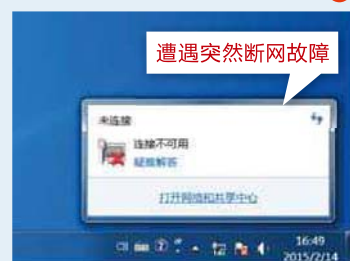 遭遇突然断网故障
未连接
连接不可用
疑难解答
打开网络和共享中心
16:49
2015/2/14